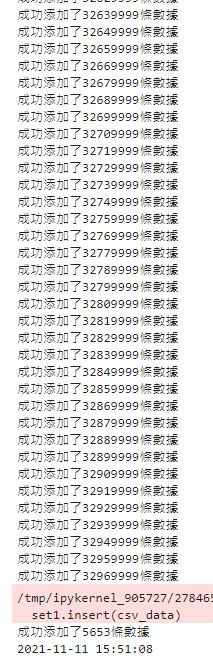 成功添加了32639999條數據
成功添加了32649999條數據
成功添加了32659999條數據
成功添加了32669999條數據
成功添加了32679999條數據
成功添加了32689999條數據
成功添加了32699999條數據
成功添加了32709999條數據
成功添加了32719999條數據
成功添加了32729999條數據
成功添加了32739999條數據
成功添加了32749999條數據
成功添加了32759999條數據
成功添加了32769999條數據
成功添加了32779999條數據
成功添加了32789999條數據
成功添加了32799999條數據
成功添加了32809999條數據
成功添加了32819999條數據
成功添加了32829999條數據
成功添加了32839999條數據
成功添加了32849999條數據
成功添加了32859999條數據
成功添加了32869999條數據
成功添加了32879999條數據
成功添加了32889999條數據
成功添加了32899999條數據
成功添加了32909999條數據
成功添加了32919999條數據
成功添加了32929999條數據
成功添加了32939999條數據
成功添加了32949999條數據
成功添加了32959999條數據
成功添加了32969999條數據
/tmp/ipykernel_905727/278465
set1.insert(csv_data)
成功添加了5653條數據
2021-11-11 15:51:08